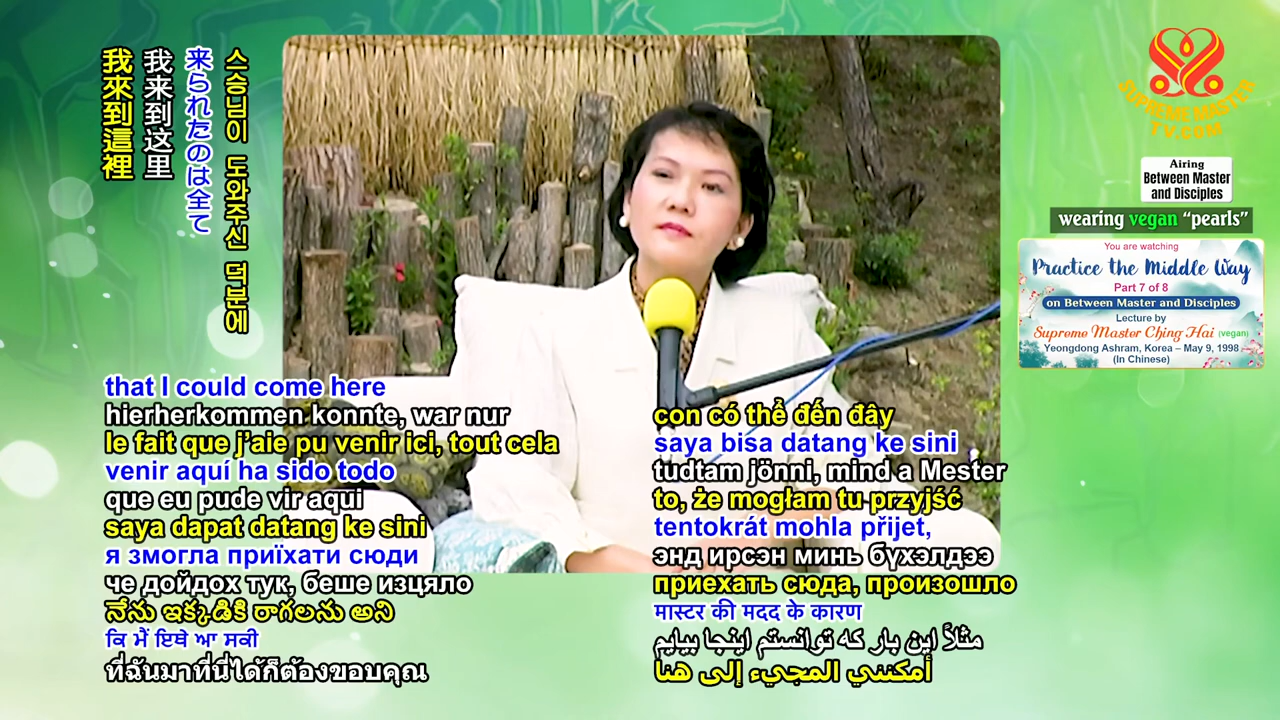 我來到這裡
我来到这里
来られたのは全て
스승님이 도와주신 덕분에
that I could come here
hierherkommen konnte, war nur
le fait que j'aie pu venir ici, tout cela
venir aquí ha sido todo
que eu pude vir aqui
saya dapat datang ke sini
я змогла приїхати сюди
че дойдох тук, беше изцяло
నేను ఇక్కడికి రాగలను అని
ਕਿ ਮੈਂ ਇਥੇ ਆ ਸਕੀ
ที่ฉันมาที่นี่ได้ก็ต้องขอบคุณ
con có thể đến đây
saya bisa datang ke sini
tudtam jönni, mind a Mester
to, że mogłam tu przyjść
tentokrát mohla přijet,
энд ирсэн минь бүхэлдээ
приехать сюда, произошло
मास्टर की मदद के कारण
مثلاً این بار که توانستم اینجا بیایم
أمكنني المجيء إلى هنا
SUPREME MASTER
TV.COM
Airing
Between Master
and Disciples
wearing vegan "pearls"
You are watching
Practice the Middle Way
Part 7 of 8
on Between Master and Disciples
Lecture by
Supreme Master Ching Hai (vegan)
Yeongdong Ashram, Korea – May 9, 1998
(In Chinese)